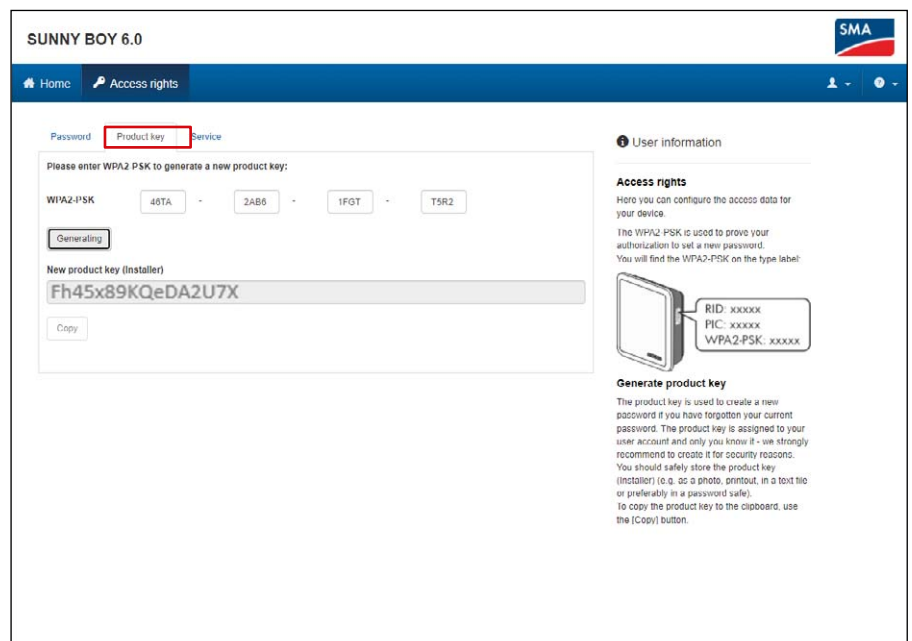 SUNNY BOY 6.0
SMA
Home Access rights
Password Product key Service
Please enter WPA2 PSK to generate a new product key:
WPA2-PSK 46TA - 2AB6 - 1FGT - T5R2
Generating
New product key (Installer)
Fh45x89KQeDA2U7X
Copy
User information
Access rights
Here you can configure the access data for
your device.
The WPA2-PSK is used to prove your
authorization to set a new password.
You will find the WPA2-PSK on the type label:
RID: xxxxx
PIC: xxxxx
WPA2-PSK: xxxxx
Generate product key
The product key is used to create a new
password if you have forgotten your current
password. The product key is assigned to your
user account and only you know it - we strongly
recommend to create it for security reasons.
You should safely store the product key
(Installer) (e.g. as a photo, printout, in a text file
or preferably in a password safe).
To copy the product key to the clipboard, use
the [Copy] button.